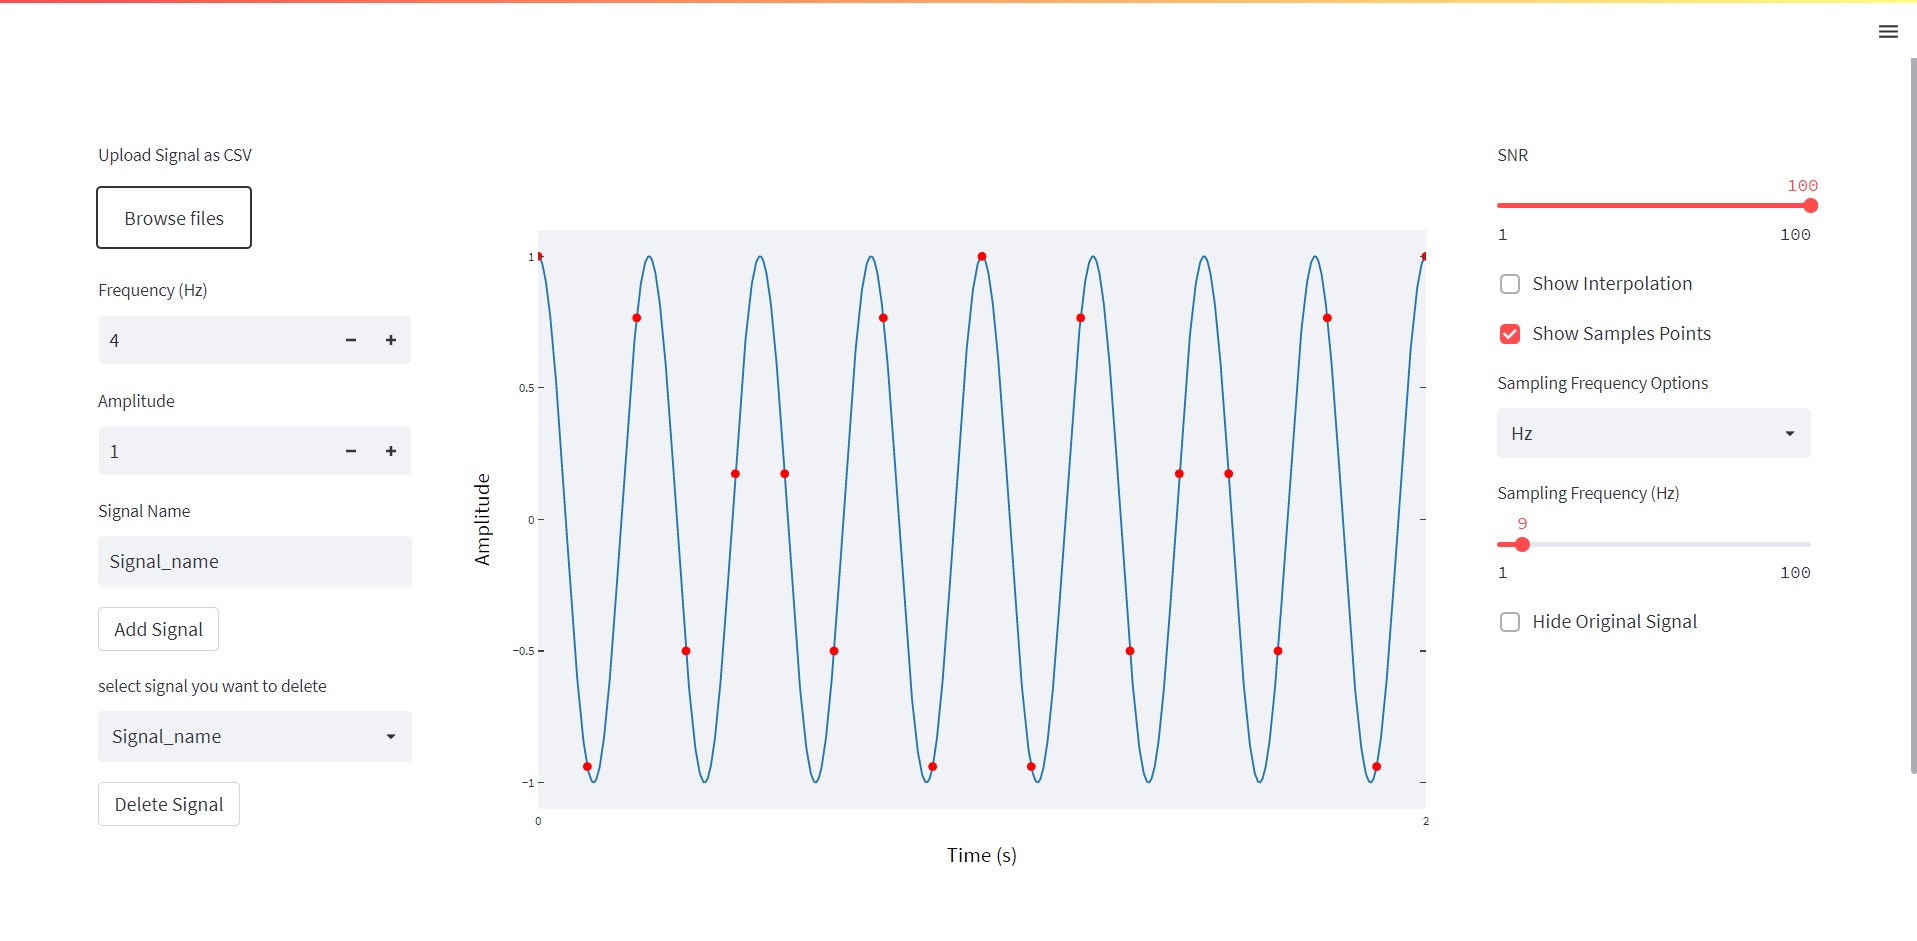 Upload Signal as CSV
Browse files
Frequency (Hz)
4
Amplitude
1
Signal Name
Signal_name
Add Signal
select signal you want to delete
Signal_name
Delete Signal
Amplitude
1
0.5
0
−0.5
−1
0
2
Time (s)
SNR
100
1 100
Show Interpolation
Show Samples Points
Sampling Frequency Options
Hz
Sampling Frequency (Hz)
9
1 100
Hide Original Signal